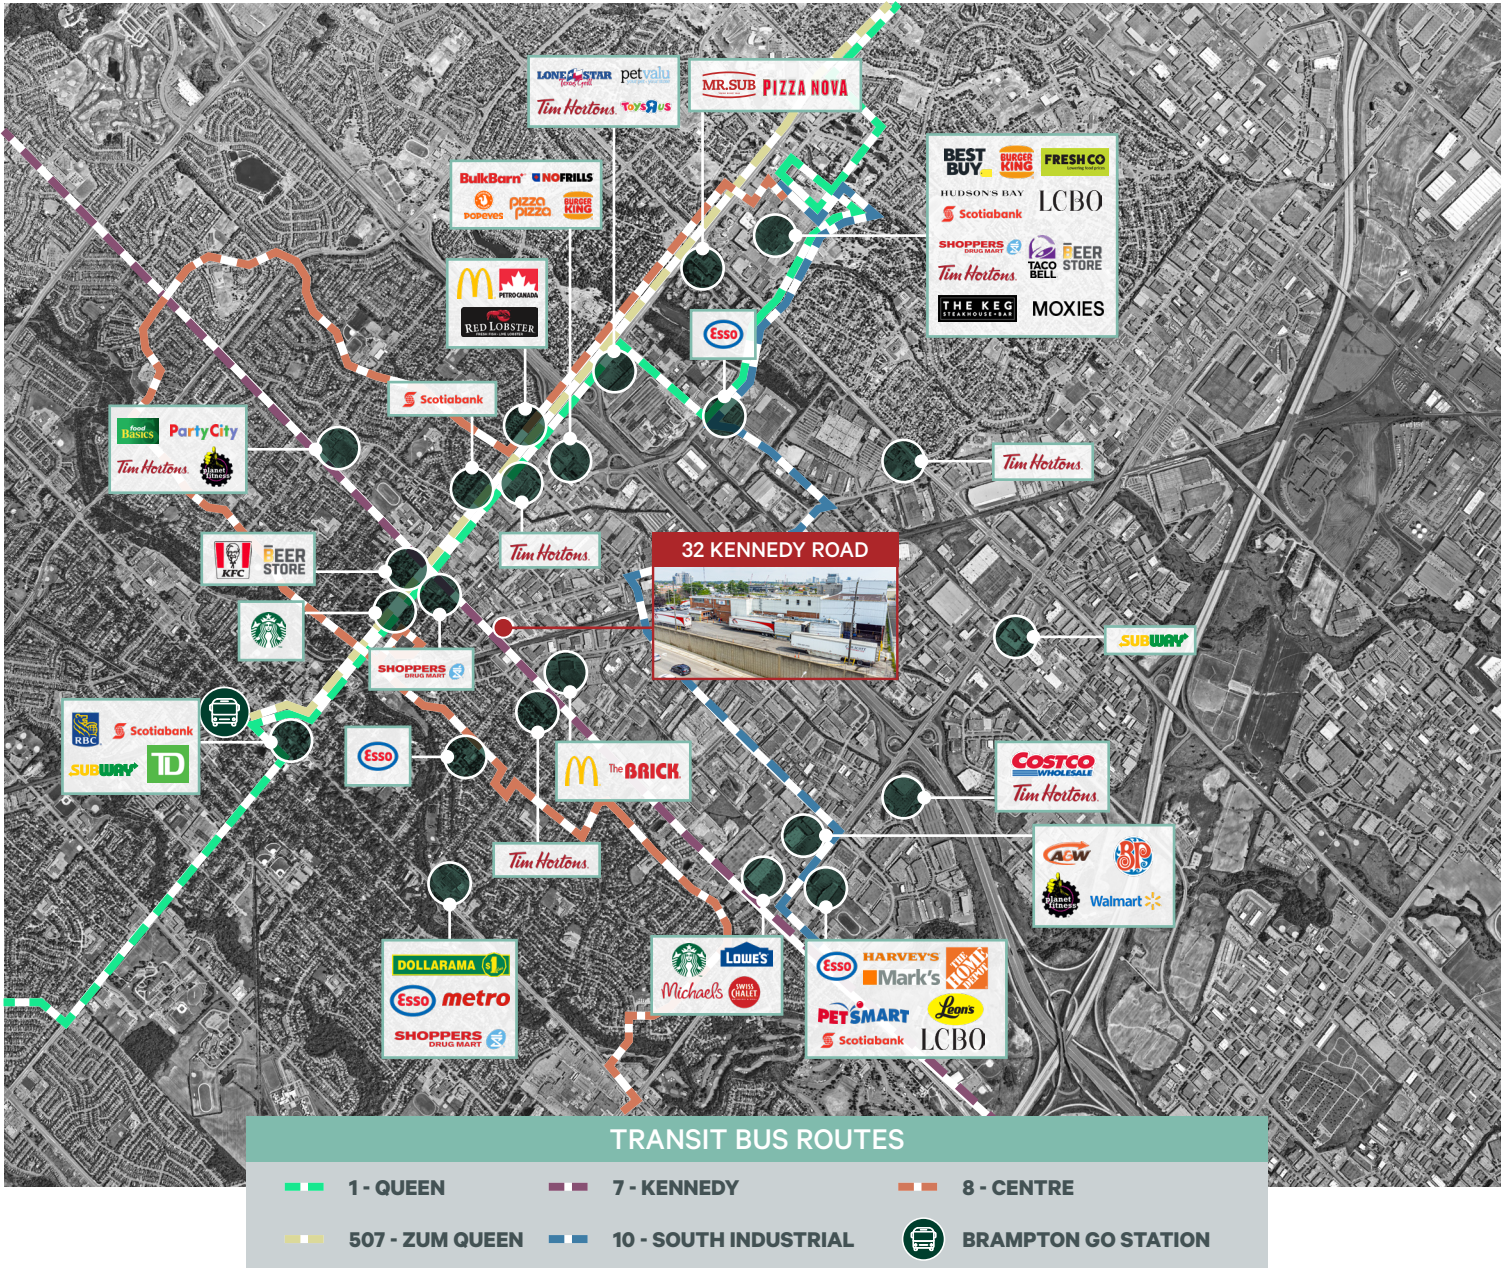 LONE STAR
Texas Grill
petvalu
Tim Hortons.
TOYSRUS
MR.SUB
PIZZA NOVA
BEST BUY
BURGER KING
FRESHCO
HUDSON'S BAY
LCBO
Scotiabank
SHOPPERS
DRUG MART
TACO
BELL
BEER
STORE
Tim Hortons.
THE KEG
STEAKHOUSE + BAR
MOXIES
BulkBarn
NOFRILLS
POPEYES
pizza
pizza
BURGER
KING
PETRO-CANADA
RED LOBSTER
Esso
Scotiabank
food
Basics
PartyCity
Tim Hortons.
planet
fitness
Tim Hortons.
KFC
BEER
STORE
Tim Hortons.
32 KENNEDY ROAD
SUBWAY
SHOPPERS
DRUG MART
RBC
Scotiabank
SUBWAY
TD
Esso
The BRICK
COSTCO
WHOLESALE
Tim Hortons.
Tim Hortons.
A&W
BP
planet
fitness
Walmart
DOLLARAMA $1
Esso
metro
SHOPPERS
DRUG MART
LOWE'S
Michaels
SWISS
CHALET
Esso
HARVEY'S
Mark's
THE
HOME
DEPOT
PETSMART
Leon's
Scotiabank
LCBO
TRANSIT BUS ROUTES
1 - QUEEN
7 - KENNEDY
8 - CENTRE
507 - ZUM QUEEN
10 - SOUTH INDUSTRIAL
BRAMPTON GO STATION